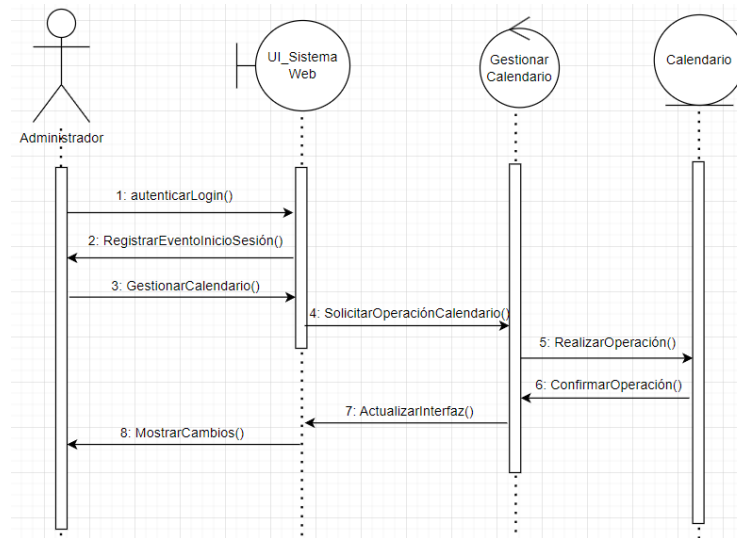 UI_Sistema
Web
Gestionar
Calendario
Calendario
Administrador
1: autenticarLogin()
2: RegistrarEventoInicioSesión()
3: GestionarCalendario()
4: SolicitarOperaciónCalendario()
5: RealizarOperación()
6: ConfirmarOperación()
7: ActualizarInterfaz()
8: MostrarCambios()